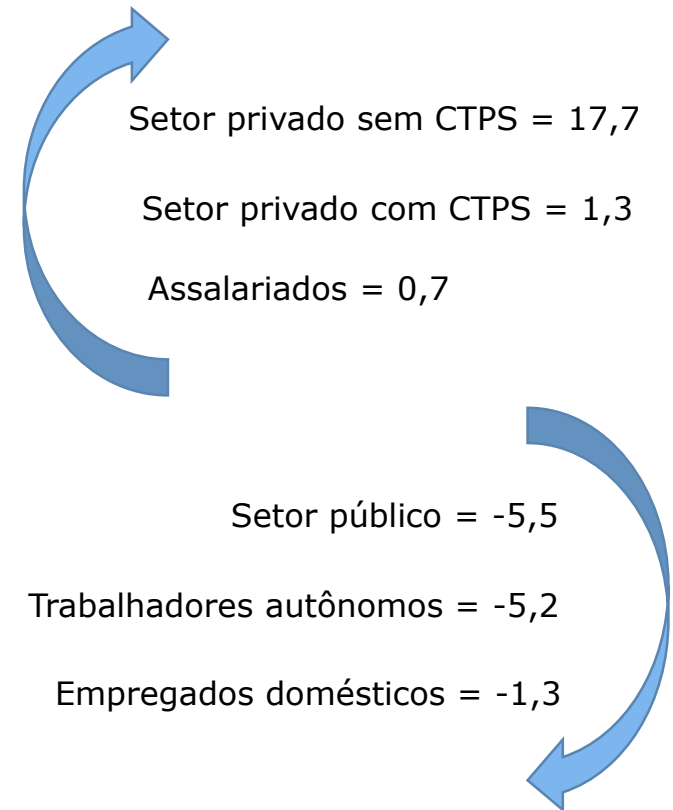 Setor privado sem CTPS = 17,7
Setor privado com CTPS = 1,3
Assalariados = 0,7
Setor público = -5,5
Trabalhadores autônomos = -5,2
Empregados domésticos = -1,3